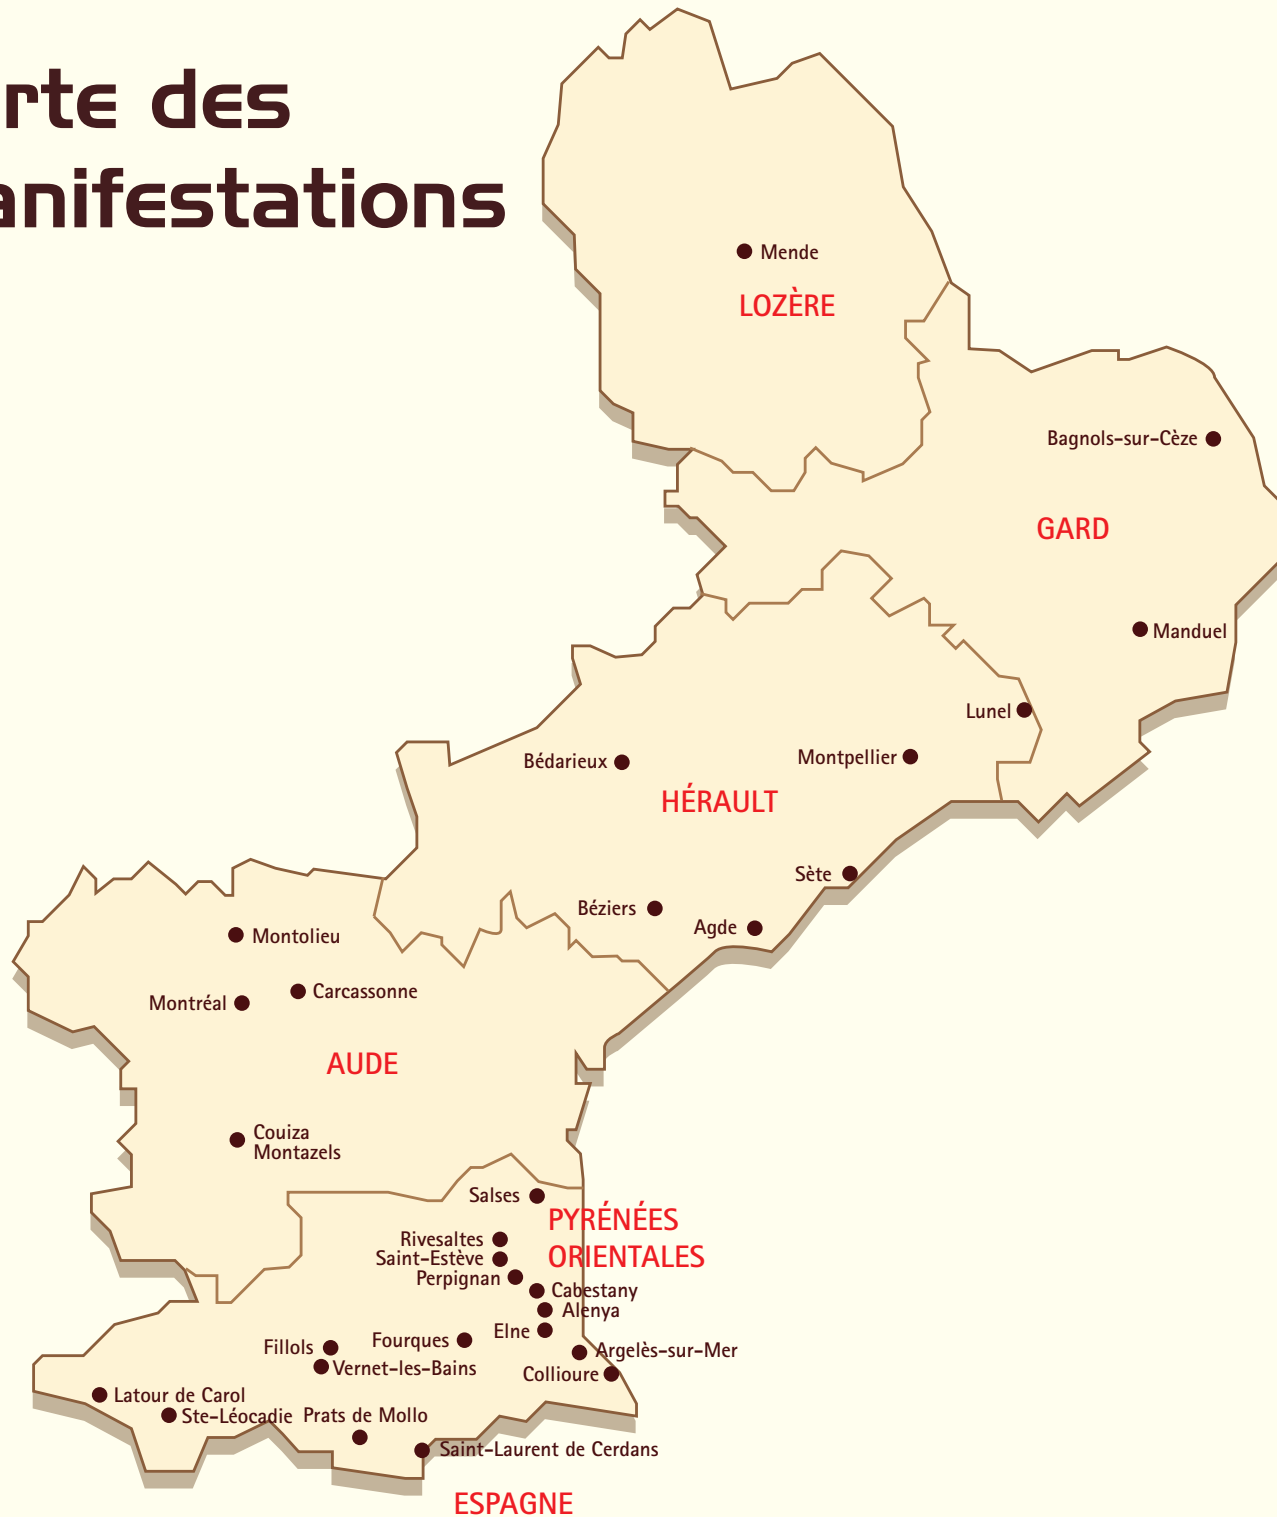 rte des
anifestations
Mende
LOZÈRE
Bagnols-sur-Cèze
GARD
Manduel
Lunel
Bédarieux
Montpellier
HÉRAULT
Sète
Béziers
Agde
Montolieu
Carcassonne
Montréal
AUDE
Couiza
Montazels
Salses
PYRÉNÉES
ORIENTALES
Rivesaltes
Saint-Estève
Perpignan
Cabestany
Alenya
Elne
Fourques
Fillols
Argelès-sur-Mer
Vernet-les-Bains
Collioure
Latour de Carol
Ste-Léocadie
Prats de Mollo
Saint-Laurent de Cerdans
ESPAGNE